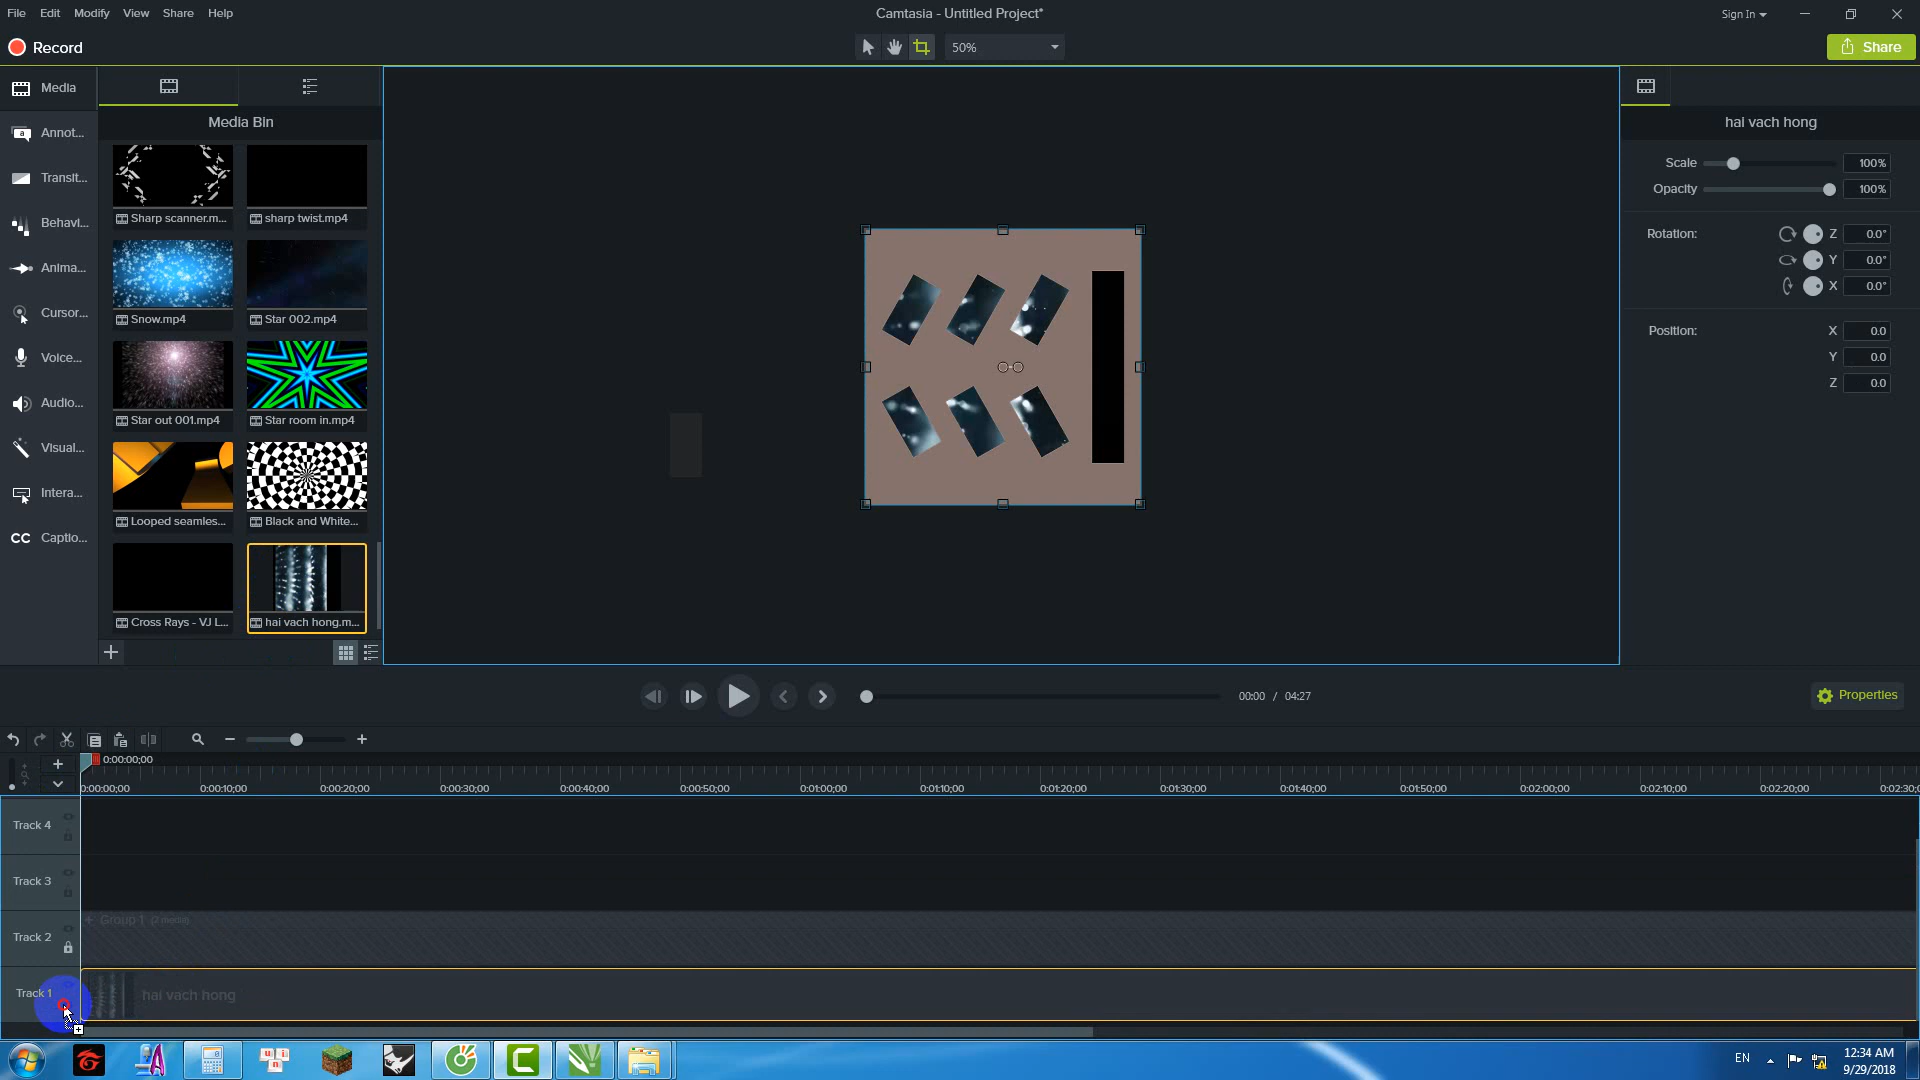 File Edit Modify View Share Help
Camtasia - Untitled Project*
Sign In
Record
50%
Share
Media
Annot...
Transit...
Behavi...
Anima...
Cursor...
Voice...
Audio...
Visual...
Intera...
CC Captio...
Media Bin
Sharp scanner.m...
sharp twist.mp4
Snow.mp4
Star 002.mp4
Star out 001.mp4
Star room in.mp4
Looped seamles...
Black and White...
Cross Rays - VJ L...
hai vach hong.m...
hai vach hong
Scale 100%
Opacity 100%
Rotation: Z 0.0°
Y 0.0°
X 0.0°
Position: X 0.0
Y 0.0
Z 0.0
00:00 / 04:27
Properties
0:00:00;00
0:00:00;00 0:00:10;00 0:00:20;00 0:00:30;00 0:00:40;00 0:00:50;00 0:01:00;00 0:01:10;00 0:01:20;00 0:01:30;00 0:01:40;00 0:01:50;00 0:02:00;00 0:02:10;00 0:02:20;00 0:02:30;0
Track 4
Track 3
Group 1 (2 media)
Track 2
Track 1
hai vach hong
EN
12:34 AM
9/29/2018